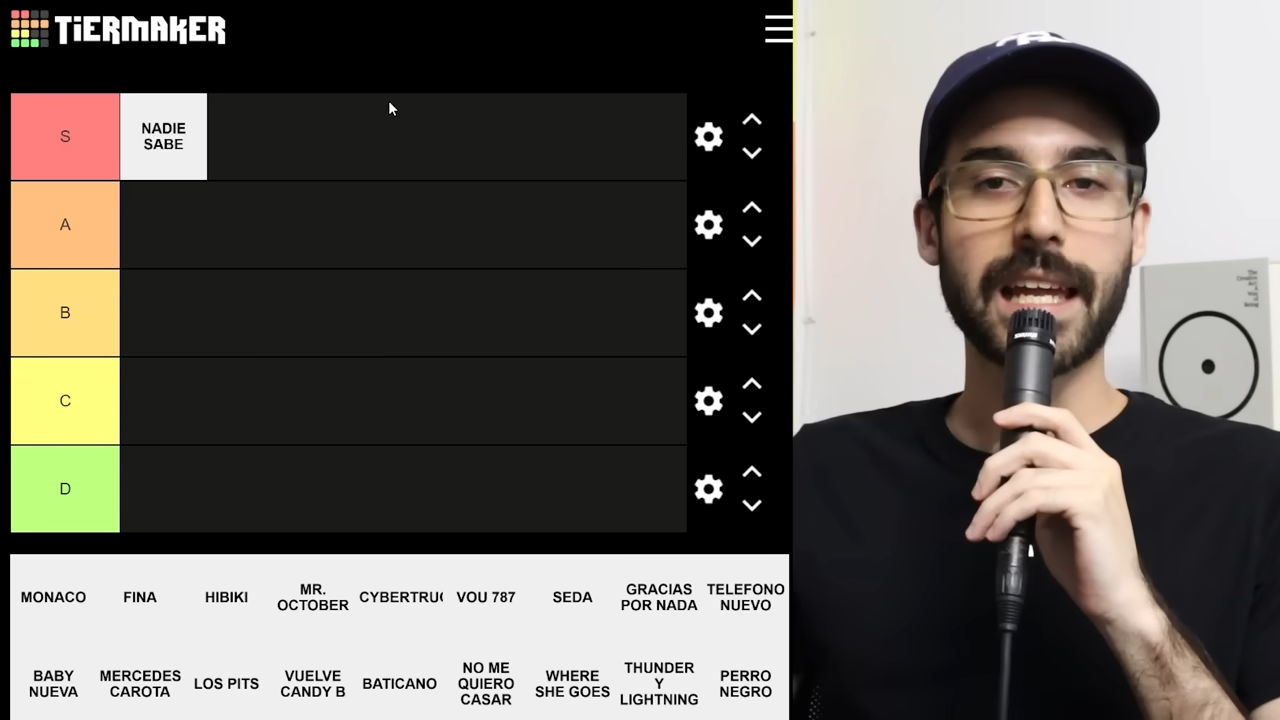 TiERMAKER
S
NADIE
SABE
A
B
C
D
MONACO
FINA
HIBIKI
MR.
OCTOBER
CYBERTRUC
VOU 787
SEDA
GRACIAS
POR NADA
TELEFONO
NUEVO
BABY
NUEVA
MERCEDES
CAROTA
LOS PITS
VUELVE
CANDY B
BATICANO
NO ME
QUIERO
CASAR
WHERE
SHE GOES
THUNDER
Y
LIGHTNING
PERRO
NEGRO